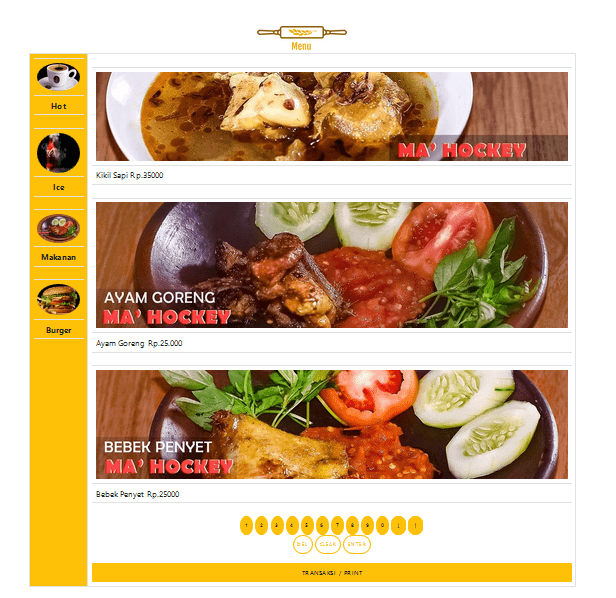 Menu
Hot
Ice
Makanan
Burger
MA' HOCKEY
Kikil Sapi Rp.35000
AYAM GORENG
MA' HOCKEY
Ayam Goreng Rp.25.000
BEBEK PENYET
MA' HOCKEY
Bebek Penyet Rp.25000
1 2 3 4 5 6 7 8 9 0
DEL CLEAR ENTER
TRANSAKSI / PRINT